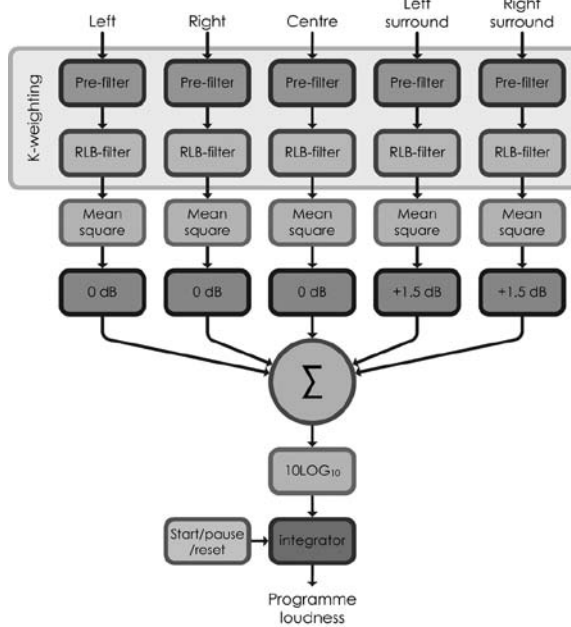 Left Right Centre Left surround Right surround
K-weighting
Pre-filter Pre-filter Pre-filter Pre-filter Pre-filter
RLB-filter RLB-filter RLB-filter RLB-filter RLB-filter
Mean square Mean square Mean square Mean square Mean square
0 dB 0 dB 0 dB +1.5 dB +1.5 dB
Σ
10LOG₁₀
Start/pause
/reset
integrator
Programme
loudness